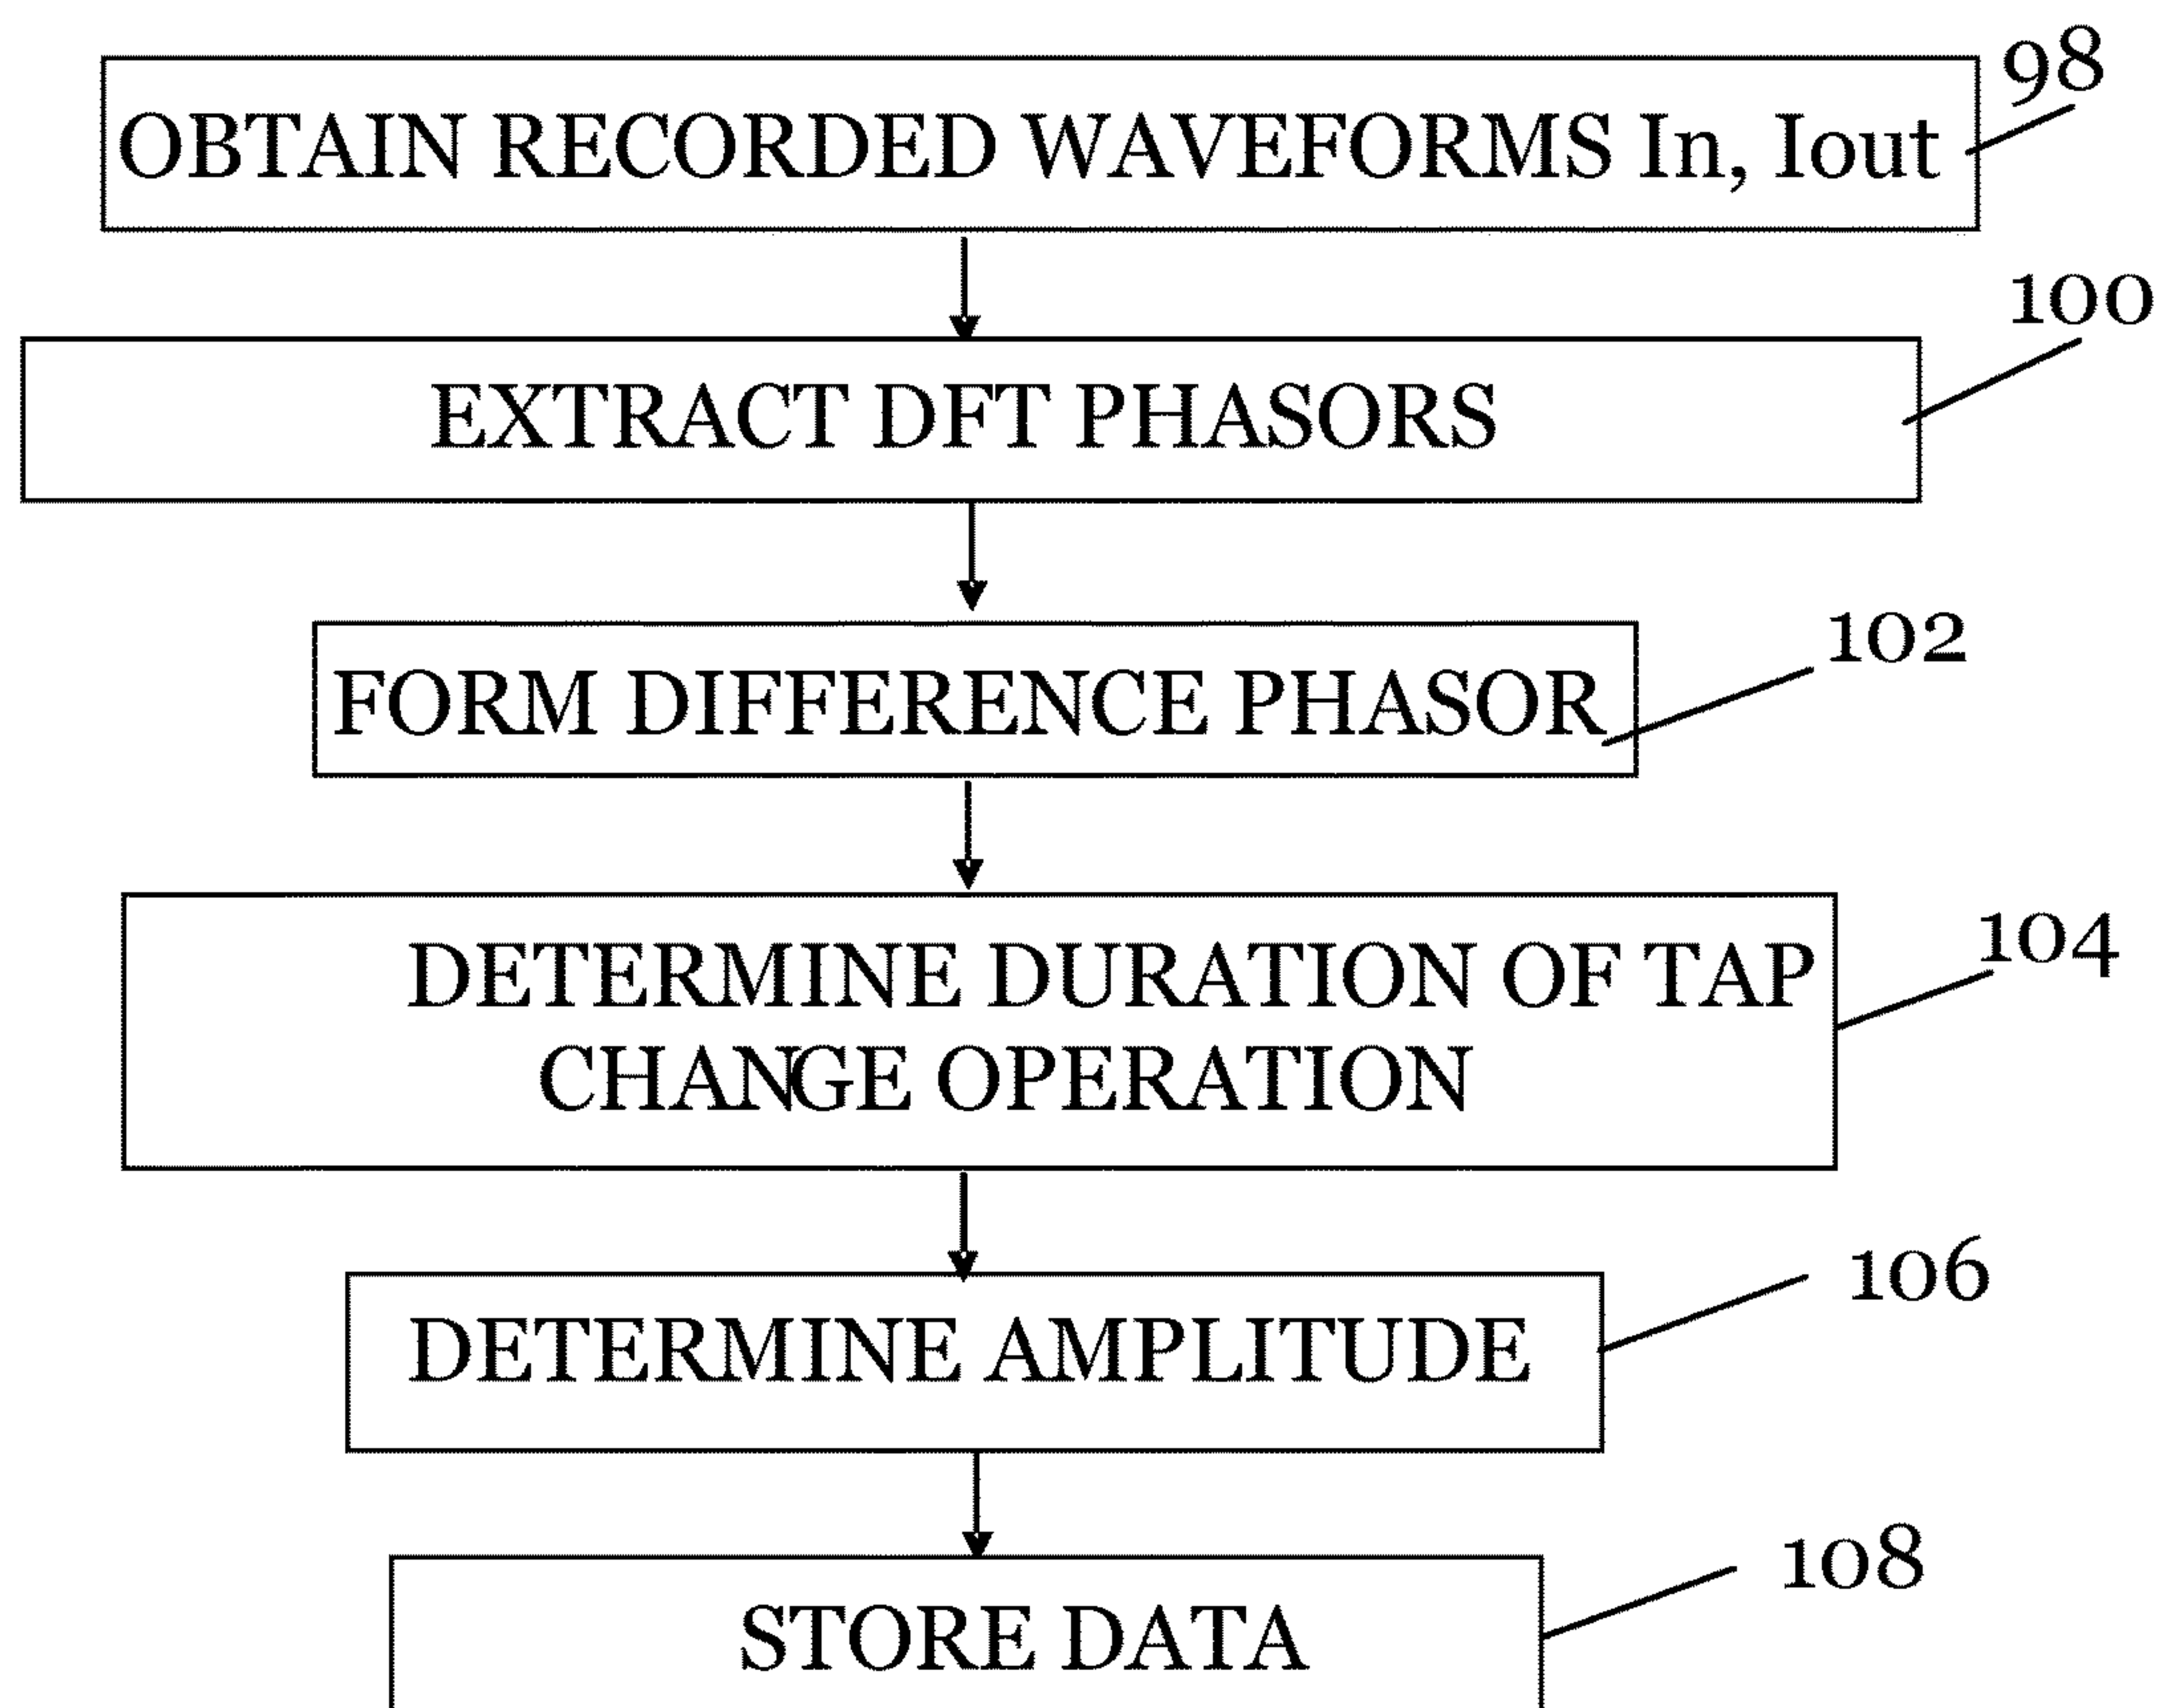 98
OBTAIN RECORDED WAVEFORMS In, Iout
100
EXTRACT DFT PHASORS
102
FORM DIFFERENCE PHASOR
104
DETERMINE DURATION OF TAP
CHANGE OPERATION
106
DETERMINE AMPLITUDE
108
STORE DATA